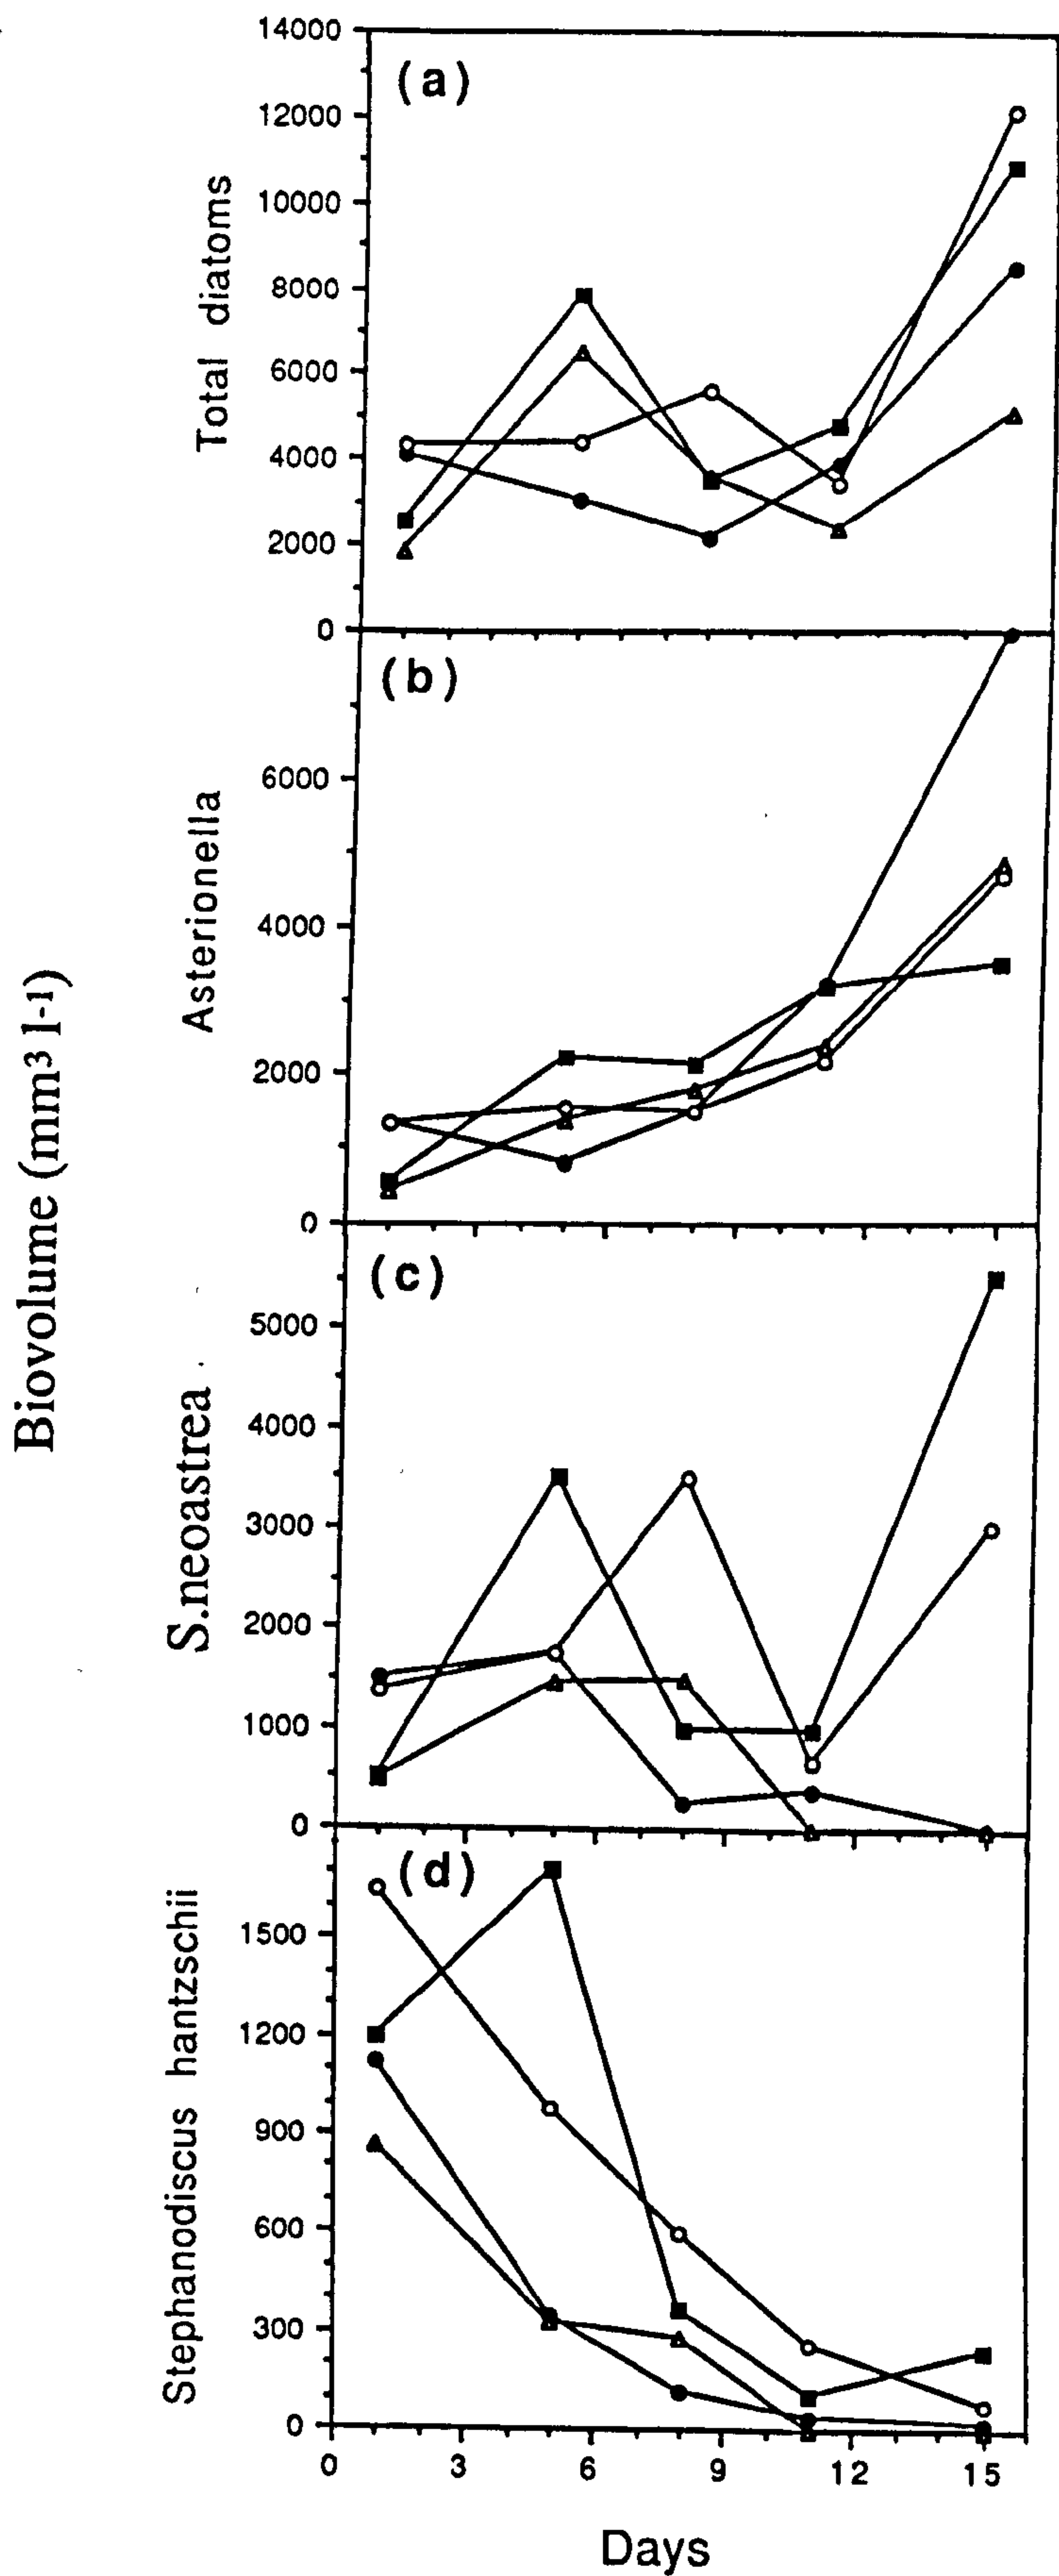 Biovolume (mm³ l-1)
(a)
Total diatoms
14000
12000
10000
8000
6000
4000
2000
0
(b)
Asterionella
6000
4000
2000
0
(c)
S.neoastrea
5000
4000
3000
2000
1000
0
(d)
Stephanodiscus hantzschii
1500
1200
900
600
300
0
0 3 6 9 12 15
Days